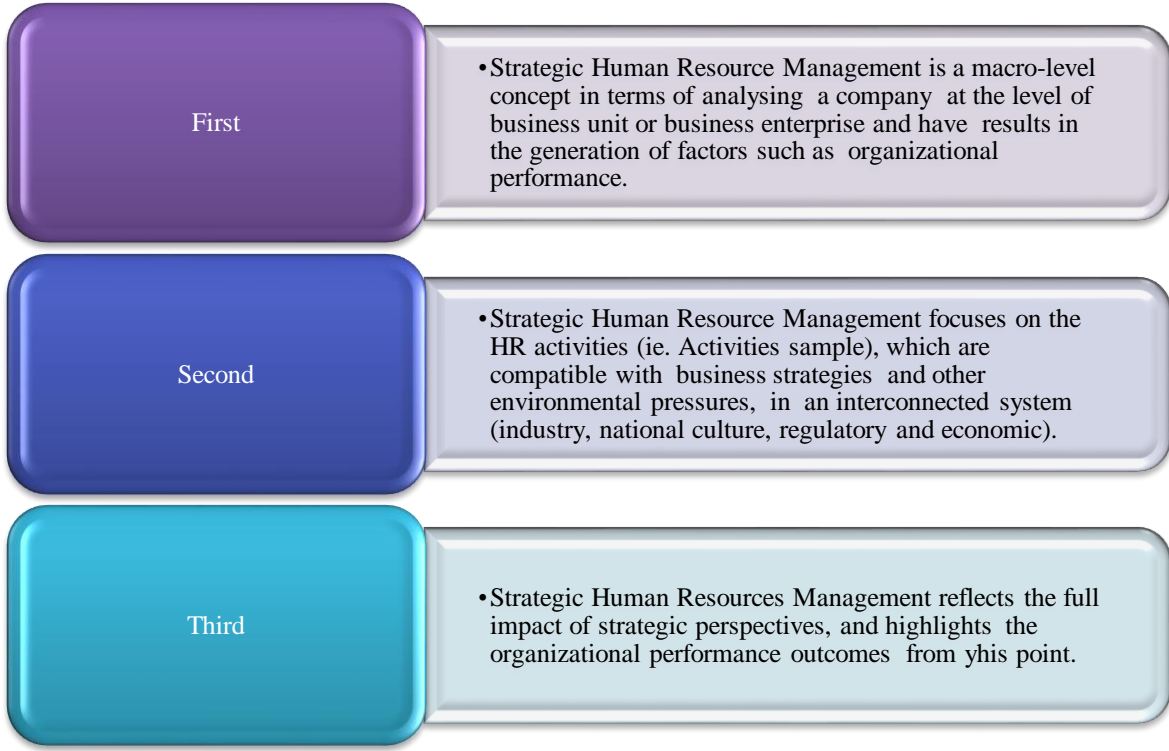 First
•Strategic Human Resource Management is a macro-level
concept in terms of analysing a company at the level of
business unit or business enterprise and have results in
the generation of factors such as organizational
performance.
Second
•Strategic Human Resource Management focuses on the
HR activities (ie. Activities sample), which are
compatible with business strategies and other
environmental pressures, in an interconnected system
(industry, national culture, regulatory and economic).
Third
•Strategic Human Resources Management reflects the full
impact of strategic perspectives, and highlights the
organizational performance outcomes from yhis point.